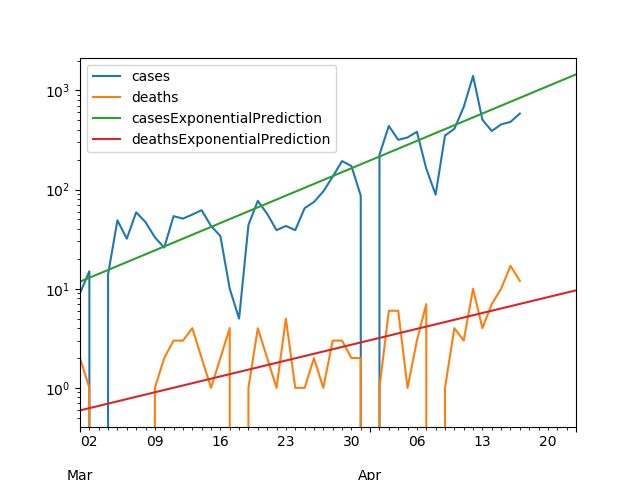 cases
deaths
casesExponentialPrediction
deathsExponentialPrediction
10³
10²
10¹
10⁰
02 09 16 23 30 06 13 20
Mar Apr